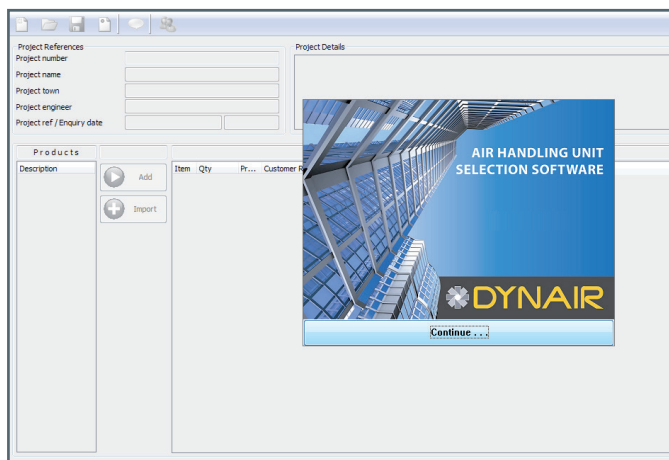 Project References
Project Details
Project number
Project name
Project town
Project engineer
Project ref / Enquiry date
AIR HANDLING UNIT
SELECTION SOFTWARE
Products
Description
Add
Item Qty Pr... Customer R
Import
DYNAIR
Continue . . .